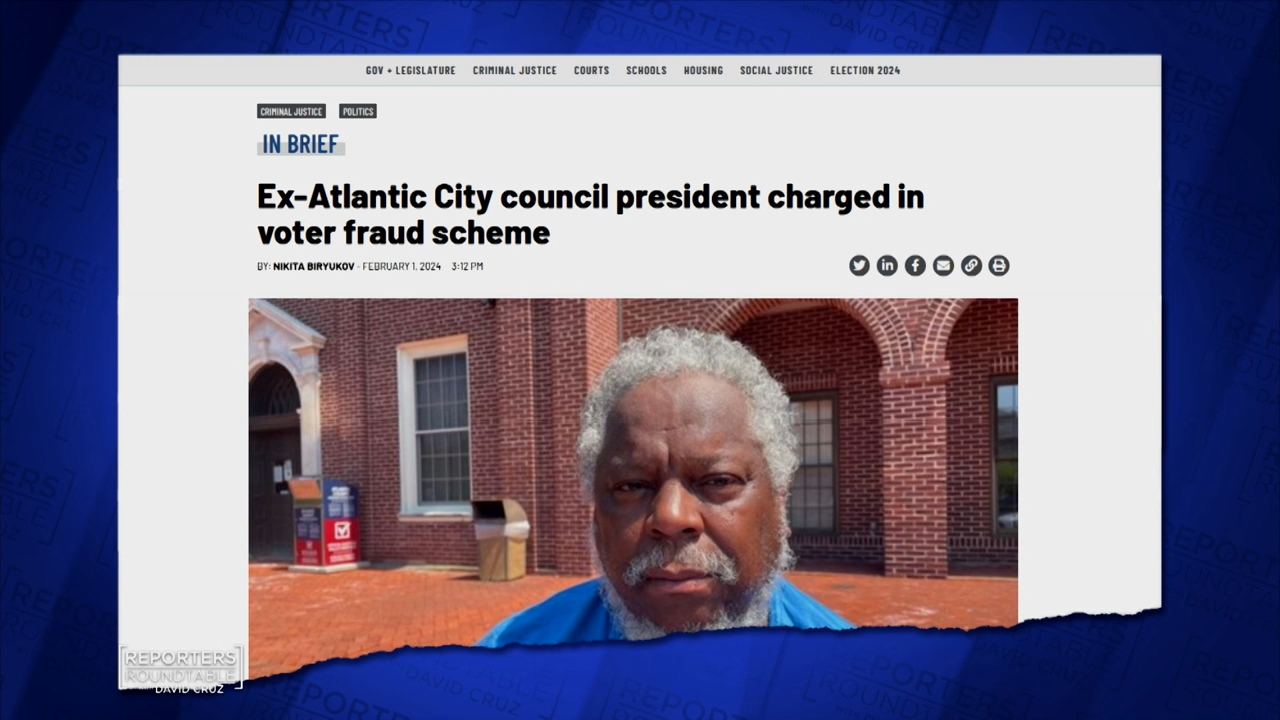 GOV + LEGISLATURE CRIMINAL JUSTICE COURTS SCHOOLS HOUSING SOCIAL JUSTICE ELECTION 2024
CRIMINAL JUSTICE POLITICS
IN BRIEF
Ex-Atlantic City council president charged in
voter fraud scheme
BY: NIKITA BIRYUKOV - FEBRUARY 1, 2024 3:12 PM
REPORTERS
ROUNDTABLE
DAVID CRUZ